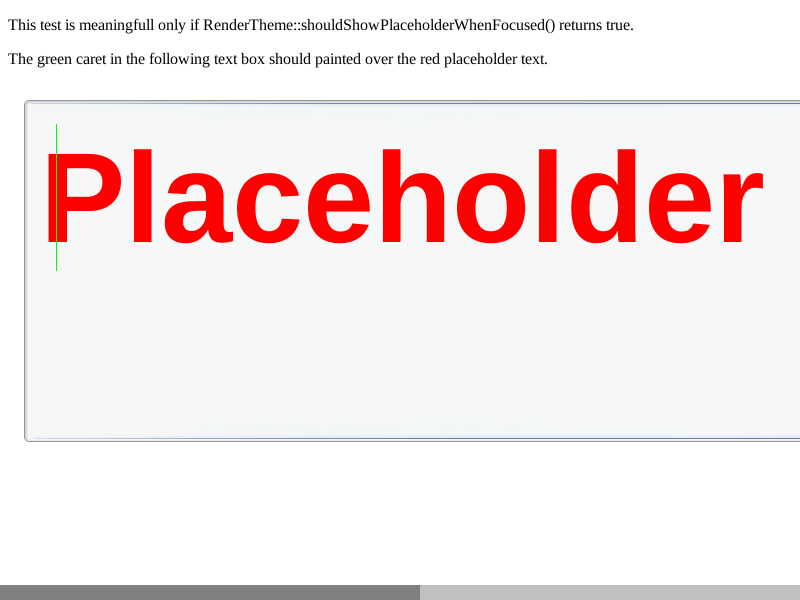 This test is meaningfull only if RenderTheme::shouldShowPlaceholderWhenFocused() returns true.
The green caret in the following text box should painted over the red placeholder text.
Placeholder